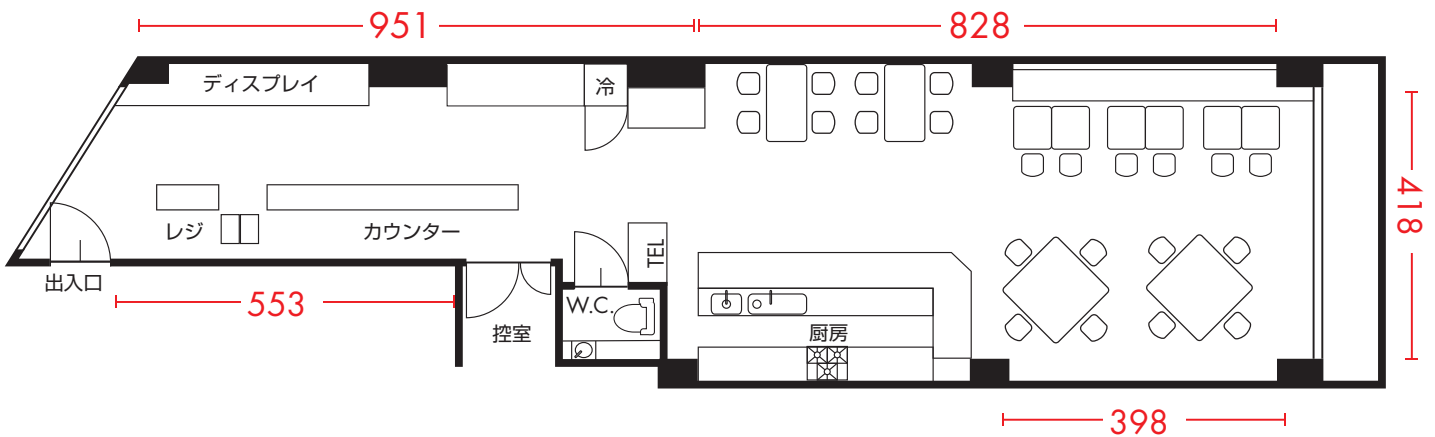 951
828
ディスプレイ
冷
418
レジ
カウンター
TEL
出入口
553
W.C.
控室
厨房
398